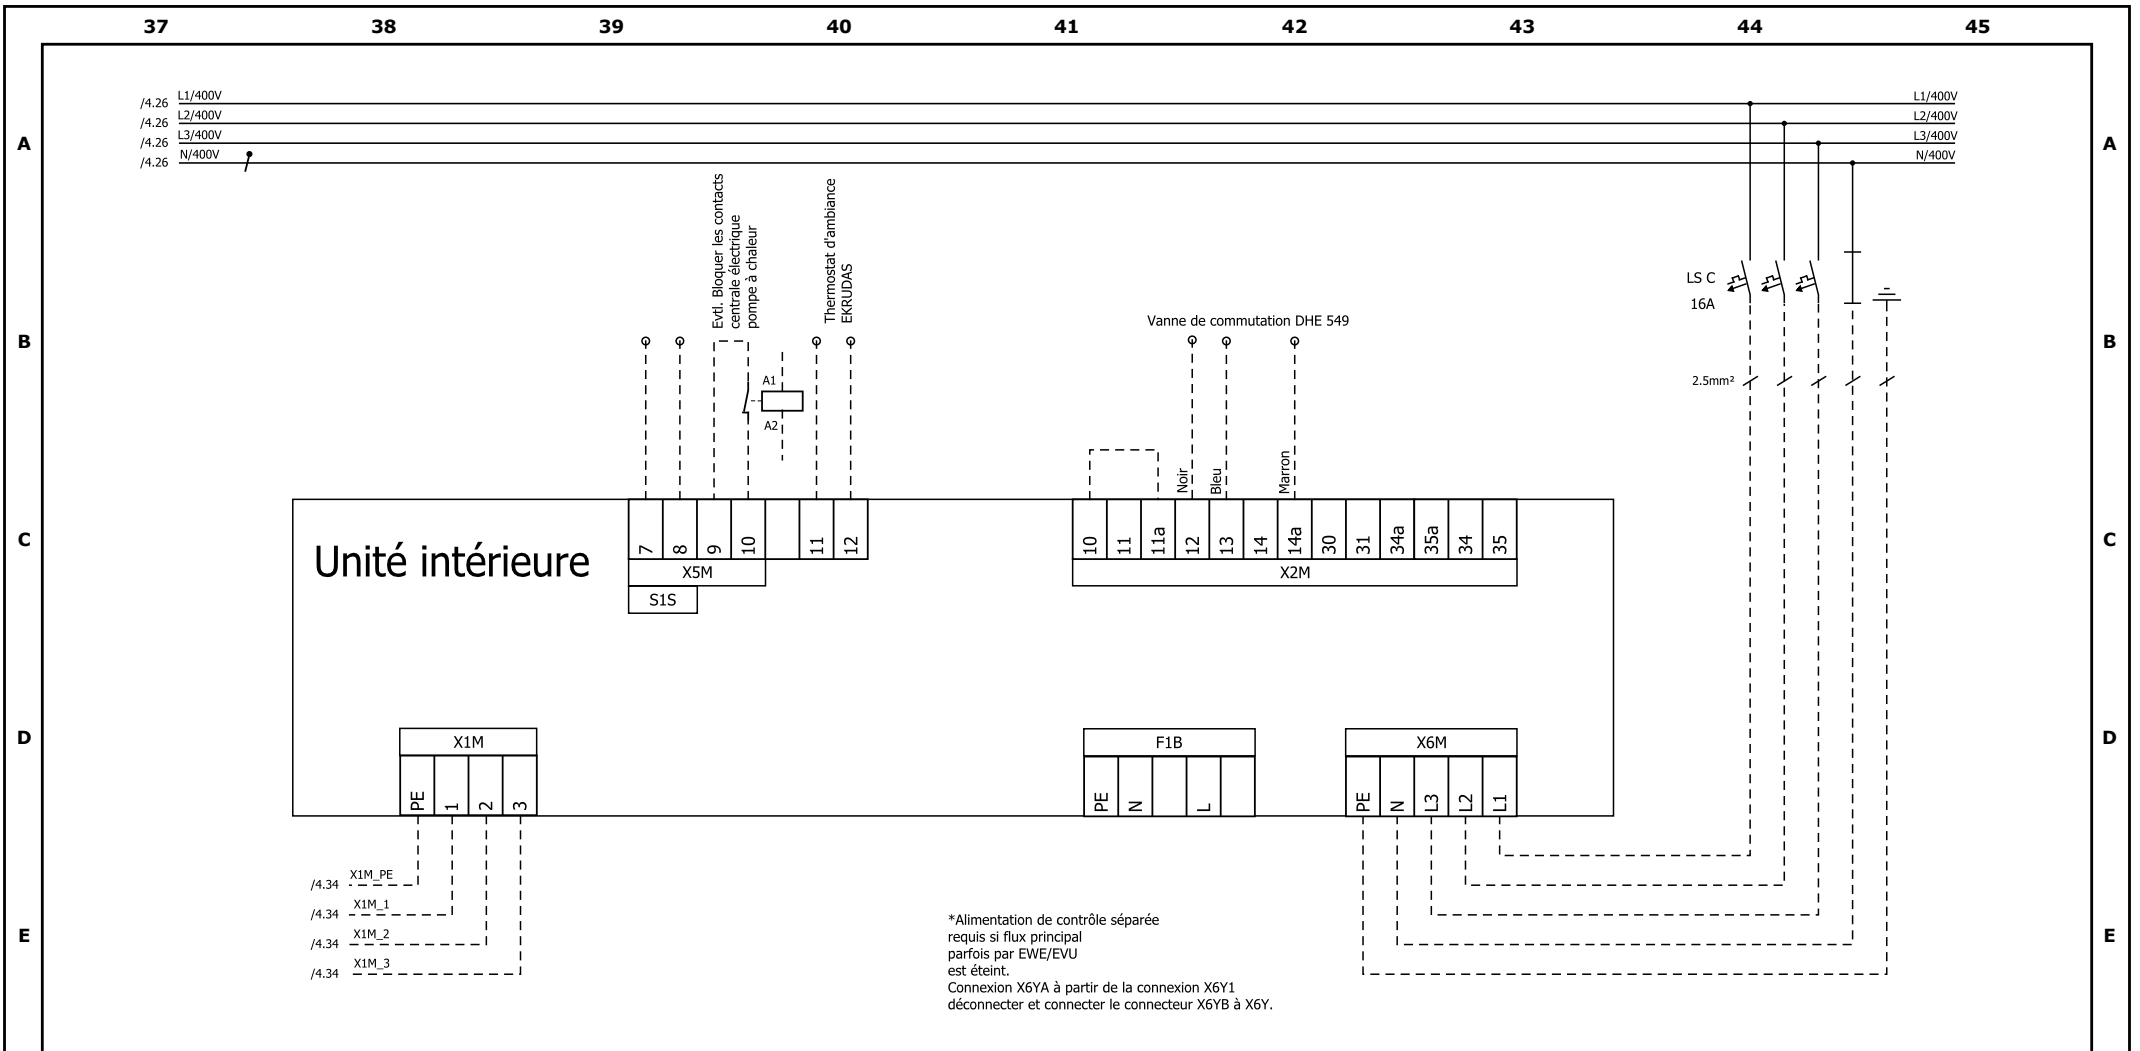 37 38 39 40 41 42 43 44 45
/4.26 L1/400V L1/400V
/4.26 L2/400V L2/400V
A /4.26 L3/400V L3/400V A
/4.26 N/400V N/400V
Evtl. Bloquer les contacts
centrale électrique
pompe à chaleur
Thermostat d'ambiance
EKRUDAS
LS C
16A
Vanne de commutation DHE 549
B B
A1
A2
2.5mm²
Noir
Bleu
Marron
C C
Unité intérieure
7 8 9 10 11 12
X5M
S1S
10 11 11a 12 13 14 14a 30 31 34a 35a 34 35
X2M
D D
X1M
PE 1 2 3
F1B
PE N L
X6M
PE N L3 L2 L1
/4.34 X1M_PE
/4.34 X1M_1
/4.34 X1M_2
/4.34 X1M_3
E E
*Alimentation de contrôle séparée
requis si flux principal
parfois par EWE/EVU
est éteint.
Connexion X6YA à partir de la connexion X6Y1
déconnecter et connecter le connecteur X6YB à X6Y.